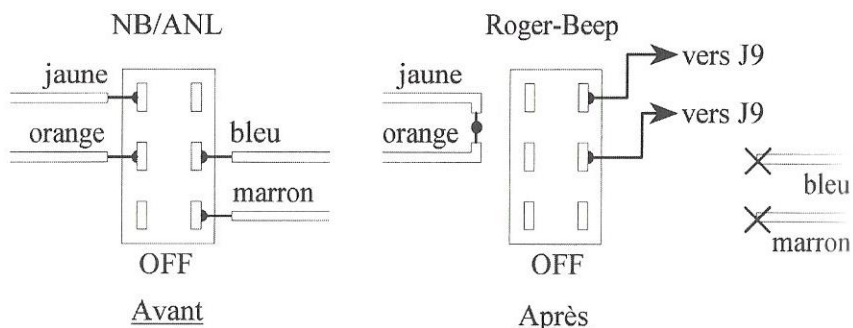 NB/ANL
jaune
orange
bleu
marron
OFF
Avant
Roger-Beep
jaune
orange
vers J9
vers J9
bleu
marron
OFF
Après